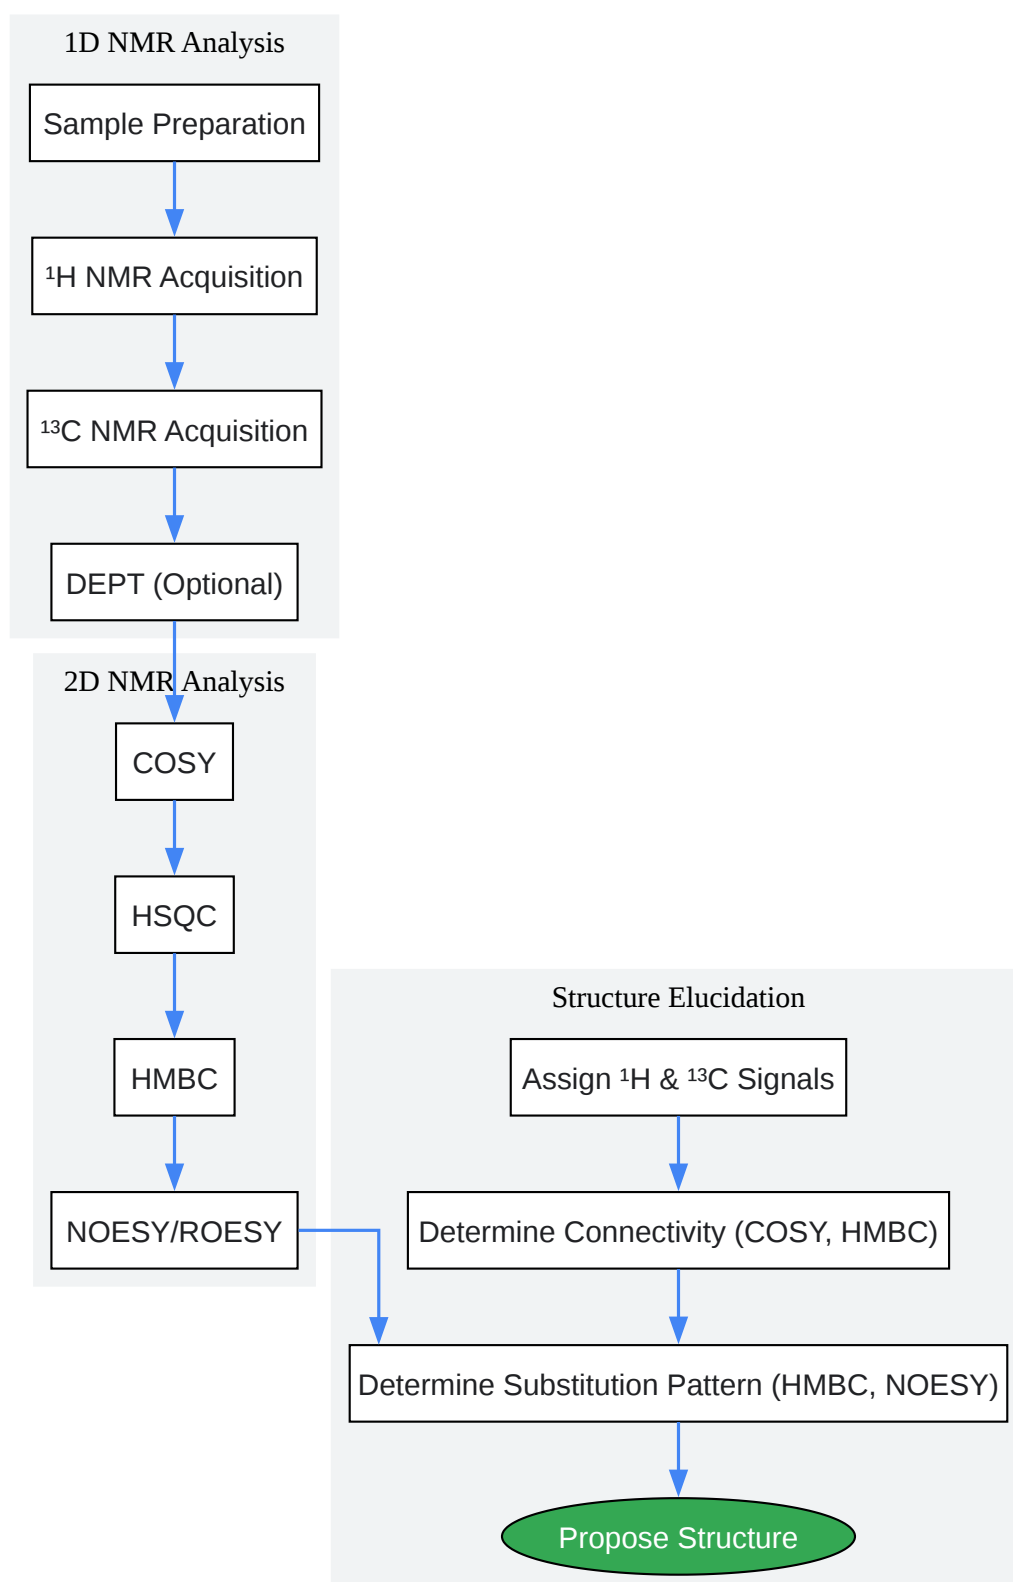 1D NMR Analysis
Sample Preparation
¹H NMR Acquisition
¹³C NMR Acquisition
DEPT (Optional)
2D NMR Analysis
COSY
HSQC
HMBC
NOESY/ROESY
Structure Elucidation
Assign ¹H & ¹³C Signals
Determine Connectivity (COSY, HMBC)
Determine Substitution Pattern (HMBC, NOESY)
Propose Structure